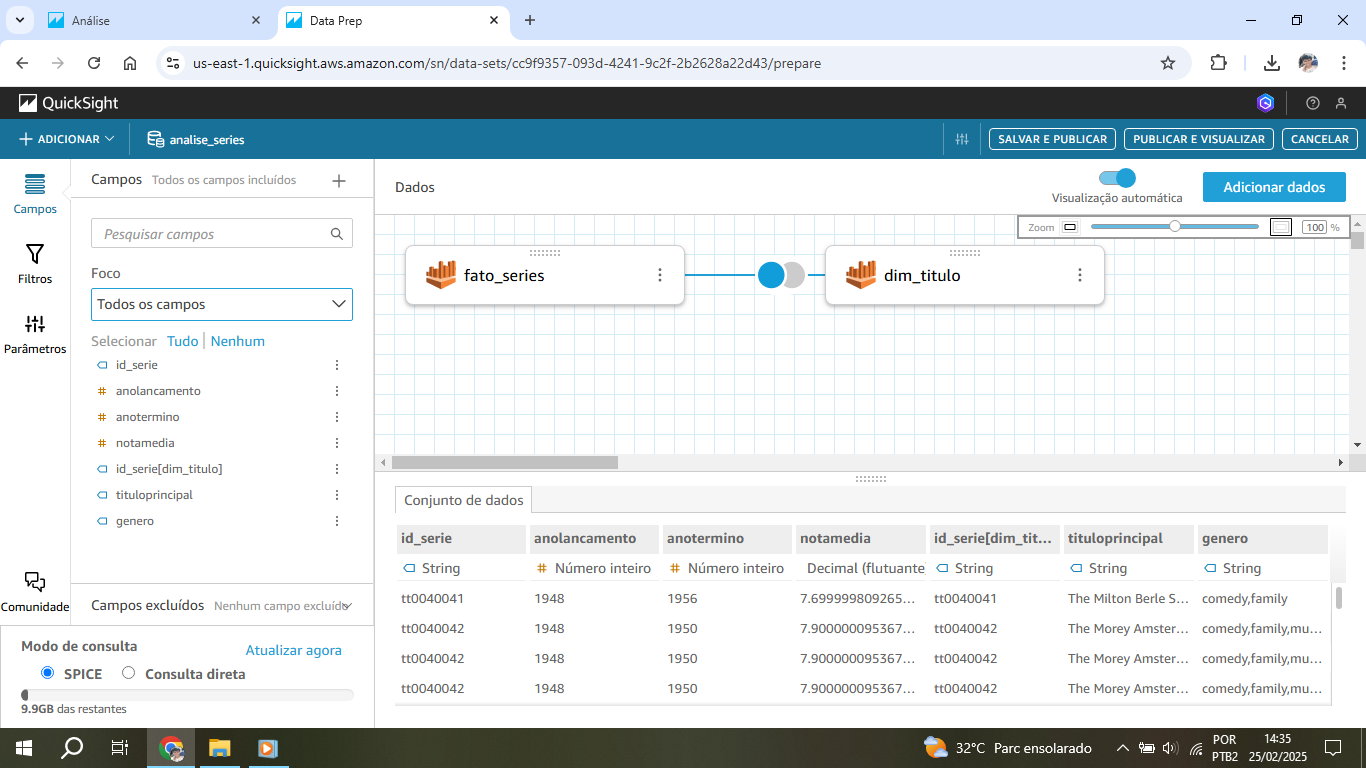 Análise
Data Prep
us-east-1.quicksight.aws.amazon.com/sn/data-sets/cc9f9357-093d-4241-9c2f-2b2628a22d43/prepare
QuickSight
ADICIONAR
analise_series
SALVAR E PUBLICAR
PUBLICAR E VISUALIZAR
CANCELAR
Campos
Filtros
Parâmetros
Comunidade
Campos Todos os campos incluídos
Pesquisar campos
Foco
Todos os campos
Selecionar Tudo Nenhum
id_serie
anolancamento
anotermino
notamedia
id_serie[dim_titulo]
tituloprincipal
genero
Campos excluídos Nenhum campo excluído
Modo de consulta Atualizar agora
SPICE Consulta direta
9.9GB das restantes
Dados
Visualização automática
Adicionar dados
Zoom 100 %
fato_series
dim_titulo
Conjunto de dados
id_serie anolancamento anotermino notamedia id_serie[dim_tit... tituloprincipal genero
String # Número inteiro # Número inteiro Decimal (flutuante) String String String
tt0040041 1948 1956 7.699999809265... tt0040041 The Milton Berle S... comedy,family
tt0040042 1948 1950 7.900000095367... tt0040042 The Morey Amster... comedy,family,mu...
tt0040042 1948 1950 7.900000095367... tt0040042 The Morey Amster... comedy,family,mu...
tt0040042 1948 1950 7.900000095367... tt0040042 The Morey Amster... comedy,family,mu...
32°C Parc ensolarado
POR
PTB2
14:35
25/02/2025